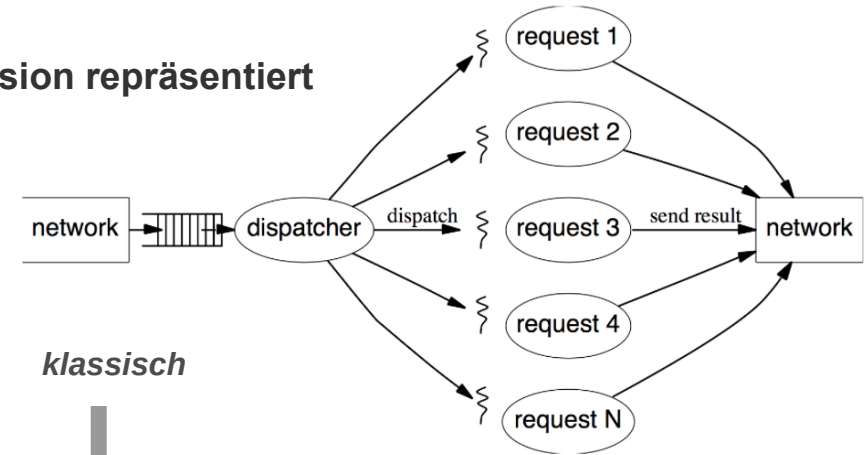 request 1
sion repräsentiert
request 2
network
dispatcher
dispatch
request 3
send result
network
request 4
klassisch
request N